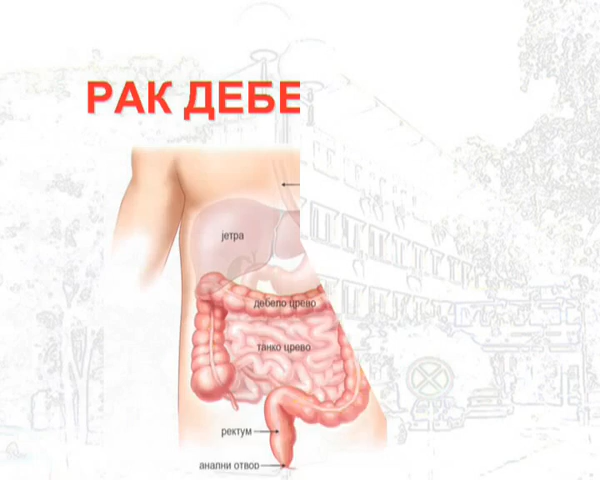 РАК ДЕБЕ
јетра
дебело црево
танко црево
ректум
анални отвор